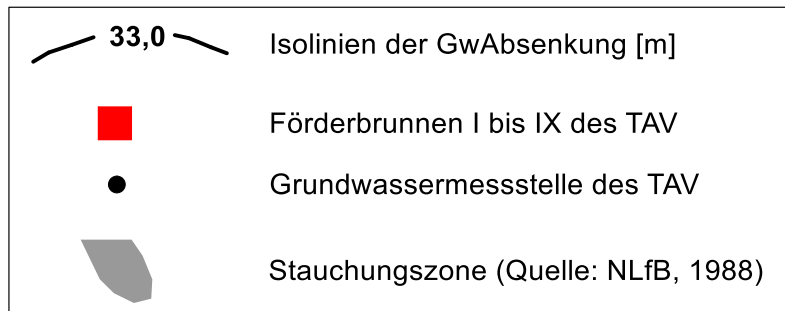 33,0 Isolinien der GwAbsenkung [m]
Förderbrunnen I bis IX des TAV
Grundwassermessstelle des TAV
Stauchungszone (Quelle: NLfB, 1988)